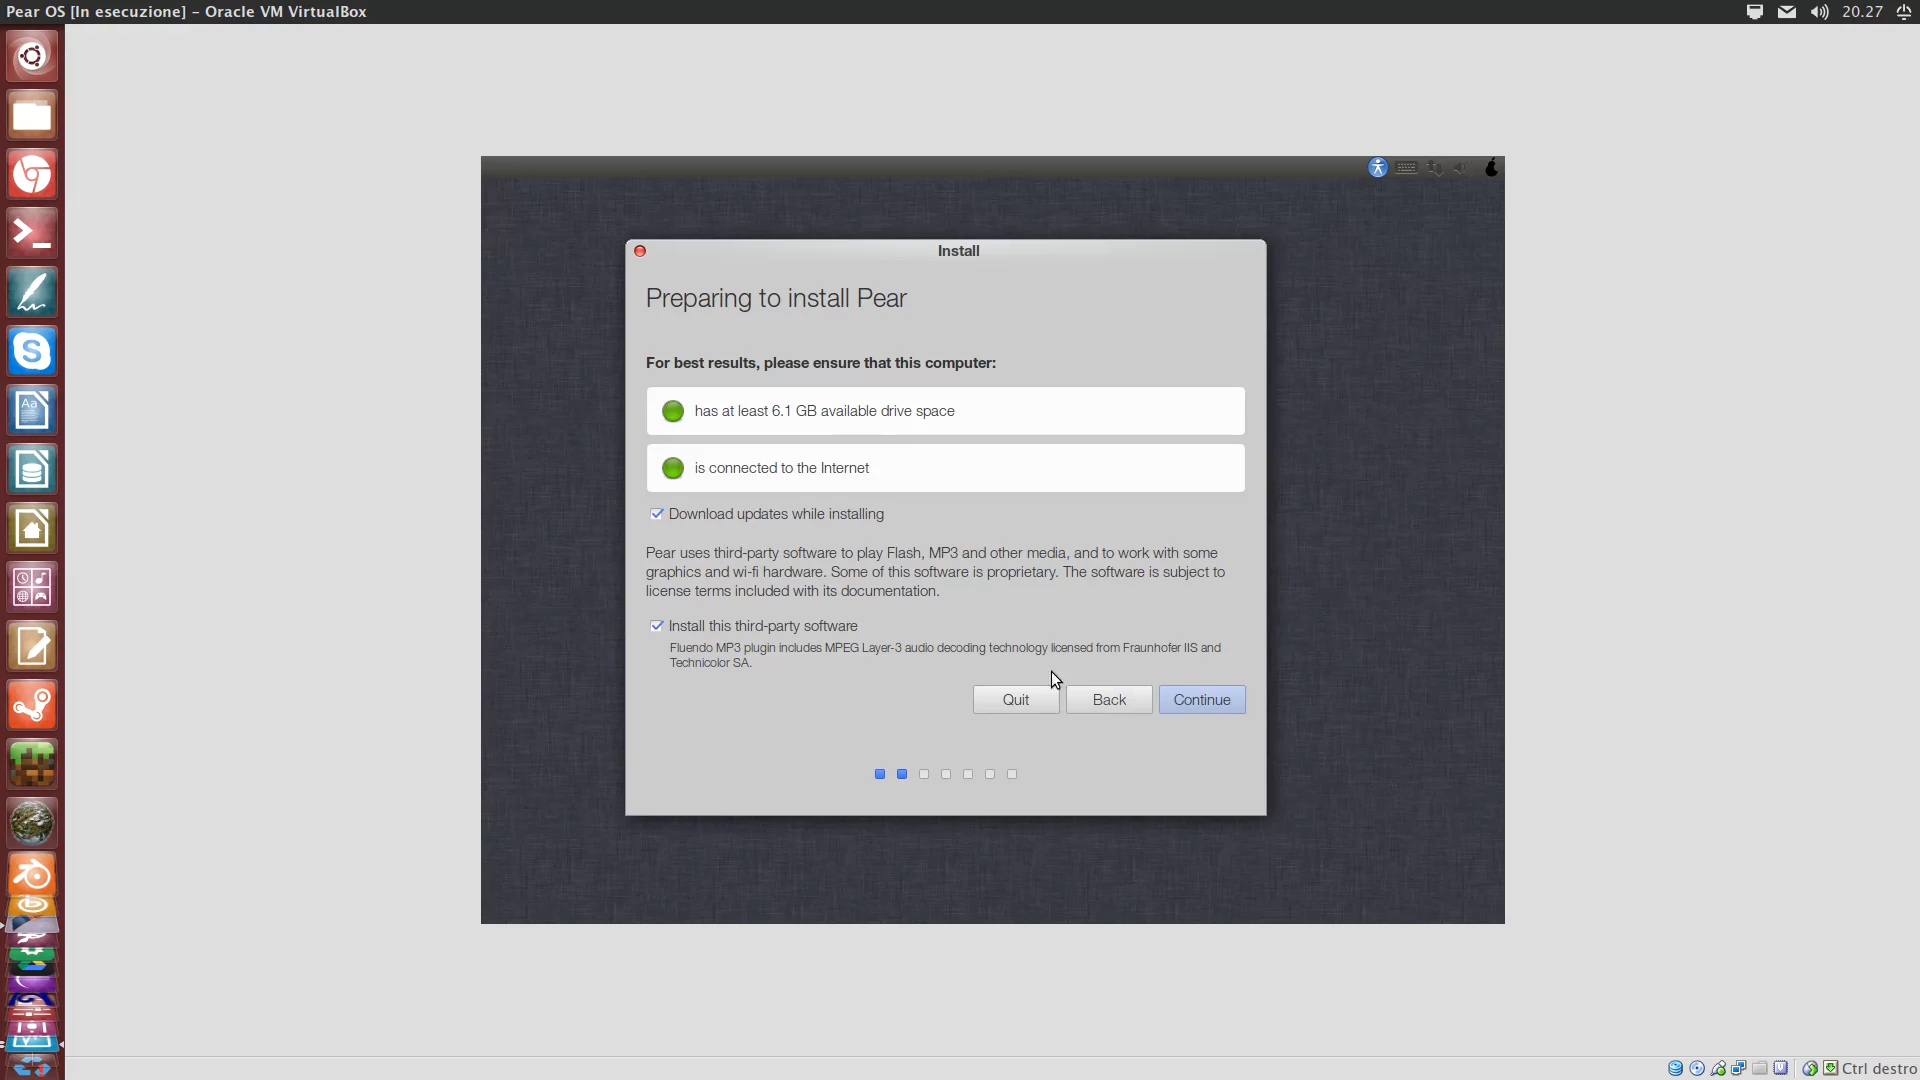 Pear OS [In esecuzione] - Oracle VM VirtualBox
20.27
Install
Preparing to install Pear
For best results, please ensure that this computer:
has at least 6.1 GB available drive space
is connected to the Internet
Download updates while installing
Pear uses third-party software to play Flash, MP3 and other media, and to work with some
graphics and wi-fi hardware. Some of this software is proprietary. The software is subject to
license terms included with its documentation.
Install this third-party software
Fluendo MP3 plugin includes MPEG Layer-3 audio decoding technology licensed from Fraunhofer IIS and
Technicolor SA.
Quit
Back
Continue
Ctrl destro